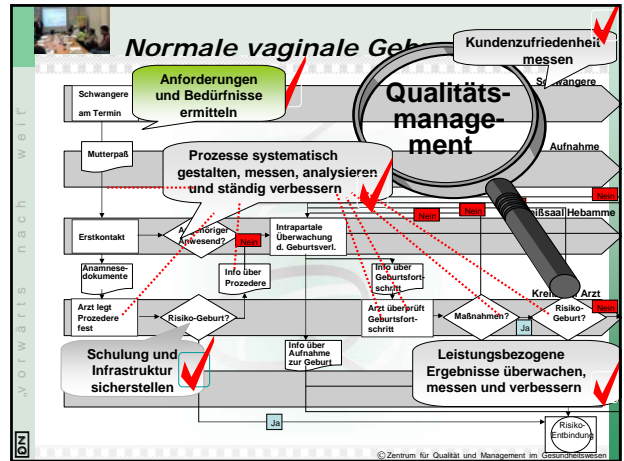 Normale vaginale Geb
Kundenzufriedenheit
messen
Anforderungen
und Bedürfnisse
ermitteln
Schwangere
am Termin
Qualitäts-
manage-
ment
Mutterpaß
Aufnahme
Prozesse systematisch
gestalten, messen, analysieren
und ständig verbessern
Nein
Nein
Nein
Hebamme
Erstkontakt
Anwesend?
Nein
Intrapartale
Überwachung
d. Geburtsverl.
Anamnese-
dokumente
Info über
Prozedere
Info über
Geburtsfort-
schritt
Arzt
Arzt legt
Prozedere
fest
Risiko-Geburt?
Arzt überprüft
Geburtsfort-
schritt
Maßnahmen?
Ja
Risiko-
Geburt?
Nein
Schulung und
Infrastruktur
sicherstellen
Info über
Aufnahme
zur Geburt
Leistungsbezogene
Ergebnisse überwachen,
messen und verbessern
Ja
Risiko-
Entbindung
© Zentrum für Qualität und Management im Gesundheitswesen
„vorwärts nach weit"